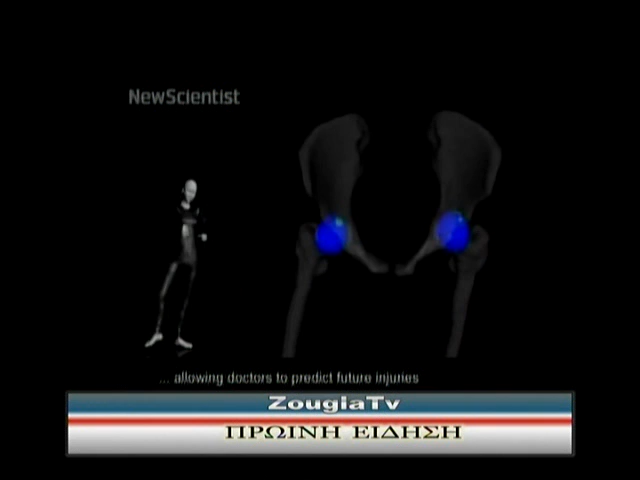 NewScientist
... allowing doctors to predict future injuries
ZougiaTv
ΠΡΩΙΝΗ ΕΙΔΗΣΗ